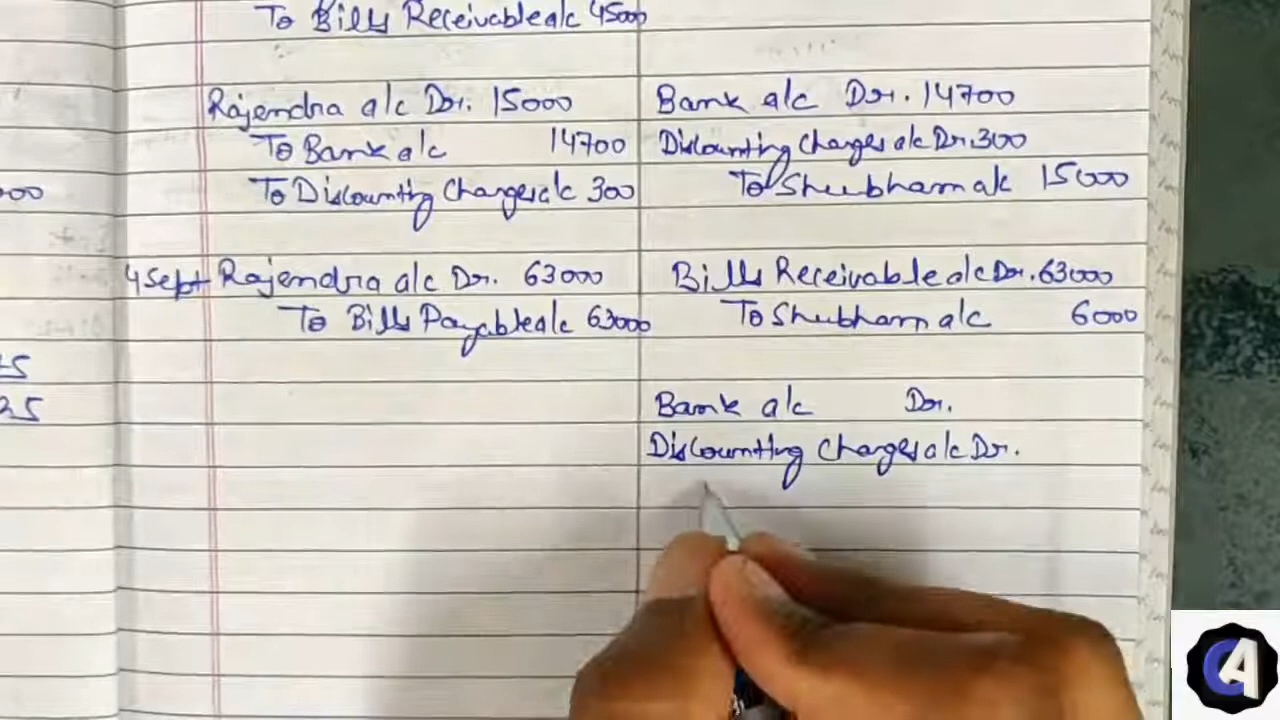 To Bills Receivable a/c 45000
Rajendra a/c Dr. 15000
To Bank a/c 14700
To Discounting Charges a/c 300
4 Sept Rajendra a/c Dr. 63000
To Bills Payable a/c 63000
Bank a/c Dr. 14700
Discounting Charges a/c Dr. 300
To Shubham a/c 15000
Bills Receivable a/c Dr. 63000
To Shubham a/c 6000
Bank a/c Dr.
Discounting Charges a/c Dr.
CA